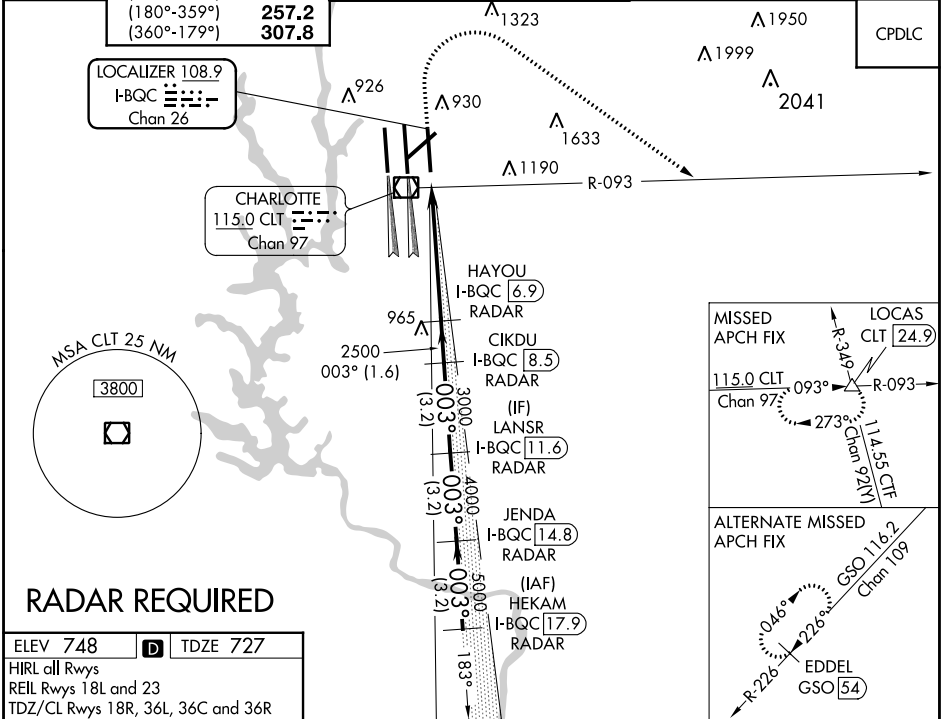 (180°-359°) 257.2
(360°-179°) 307.8
1323
1950
1999
CPDLC
2041
LOCALIZER 108.9
I-BQC
Chan 26
926
930
1633
1190
R-093
CHARLOTTE
115.0 CLT
Chan 97
HAYOU
I-BQC 6.9
RADAR
965
2500
003° (1.6)
CIKDU
I-BQC 8.5
RADAR
3000
003°
(3.2)
(IF)
LANSR
I-BQC 11.6
RADAR
4000
003°
(3.2)
JENDA
I-BQC 14.8
RADAR
5000
003°
(3.2)
(IAF)
HEKAM
I-BQC 17.9
RADAR
183°
MSA CLT 25 NM
3800
MISSED
APCH FIX
LOCAS
CLT 24.9
R-349
115.0 CLT
Chan 97
093°
R-093
273°
114.55 CTF
Chan 92(Y)
ALTERNATE MISSED
APCH FIX
GSO 116.2
Chan 109
046°
226°
R-226
EDDEL
GSO 54
RADAR REQUIRED
ELEV 748
D
TDZE 727
HIRL all Rwys
REIL Rwys 18L and 23
TDZ/CL Rwys 18R, 36L, 36C and 36R